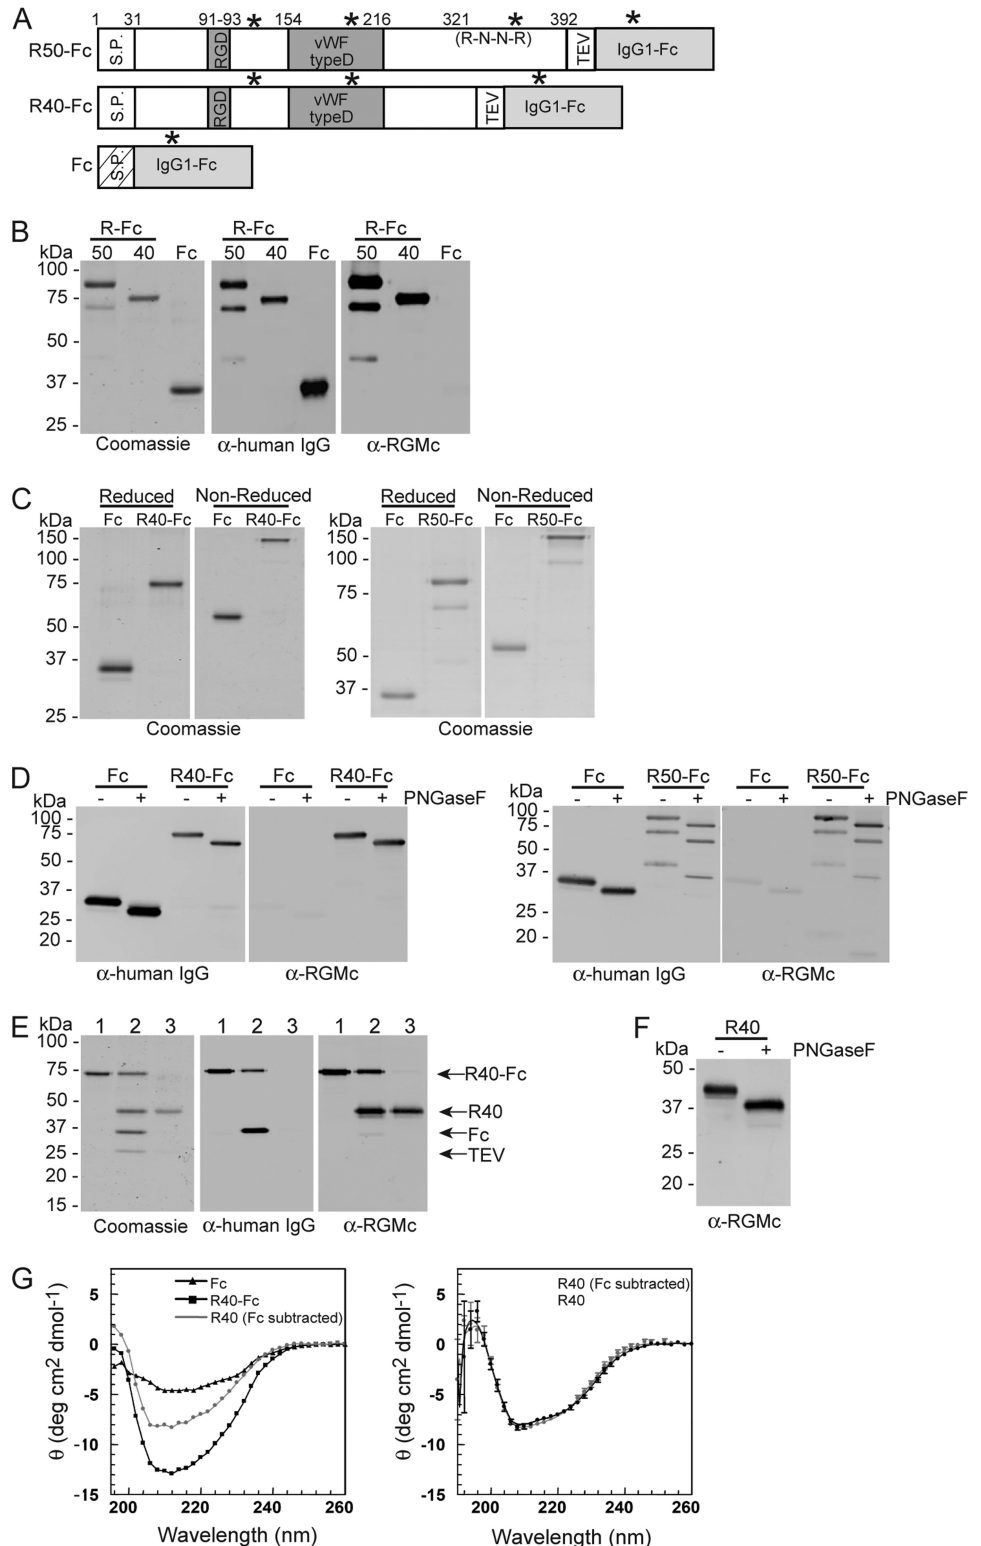 A
1 31 91-93 * 154 * 216 321 * 392 *
(R-N-N-R)
R50-Fc S.P. RGD vWF typeD TEV IgG1-Fc
* * *
R40-Fc S.P. RGD vWF typeD TEV IgG1-Fc
*
Fc S.P. IgG1-Fc
B
R-Fc R-Fc R-Fc
kDa 50 40 Fc 50 40 Fc 50 40 Fc
100 -
75 -
50 -
37 -
25 -
Coomassie α-human IgG α-RGMc
C
Reduced Non-Reduced Reduced Non-Reduced
kDa Fc R40-Fc Fc R40-Fc kDa Fc R50-Fc Fc R50-Fc
150 - 150 -
100 - 100 -
75 - 75 -
50 - 50 -
37 - 37 -
25 -
Coomassie Coomassie
D
Fc R40-Fc Fc R40-Fc Fc R50-Fc Fc R50-Fc
kDa - + - + - + - + PNGaseF kDa - + - + - + - + PNGaseF
100 - 100 -
75 - 75 -
50 - 50 -
37 - 37 -
25 - 25 -
20 - 20 -
α-human IgG α-RGMc α-human IgG α-RGMc
E
kDa 1 2 3 1 2 3 1 2 3
100 -
75 - R40-Fc
50 - R40
37 - Fc
25 - TEV
20 -
15 -
Coomassie α-human IgG α-RGMc
F
R40
kDa - + PNGaseF
50 -
37 -
25 -
20 -
α-RGMc
G
Fc
R40-Fc
R40 (Fc subtracted)
θ (deg cm2 dmol-1)
5
0
-5
-10
-15
200 220 240 260
Wavelength (nm)
R40 (Fc subtracted)
R40
θ (deg cm2 dmol-1)
5
0
-5
-10
-15
200 220 240 260
Wavelength (nm)